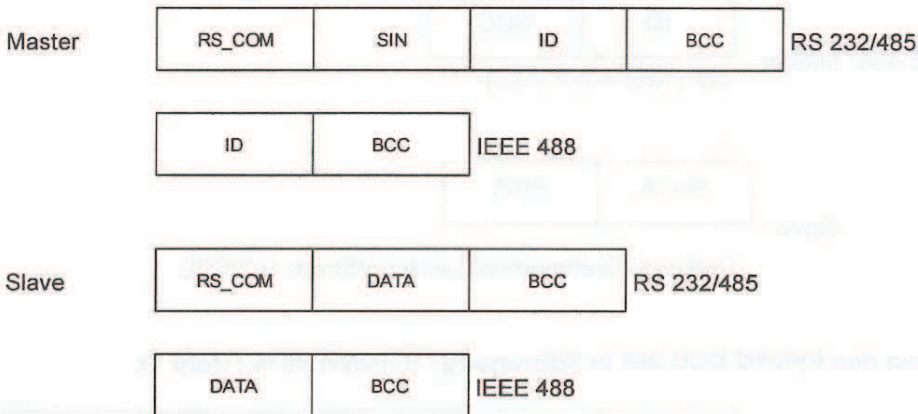 Master RS_COM SIN ID BCC RS 232/485
ID BCC IEEE 488
Slave RS_COM DATA BCC RS 232/485
DATA BCC IEEE 488